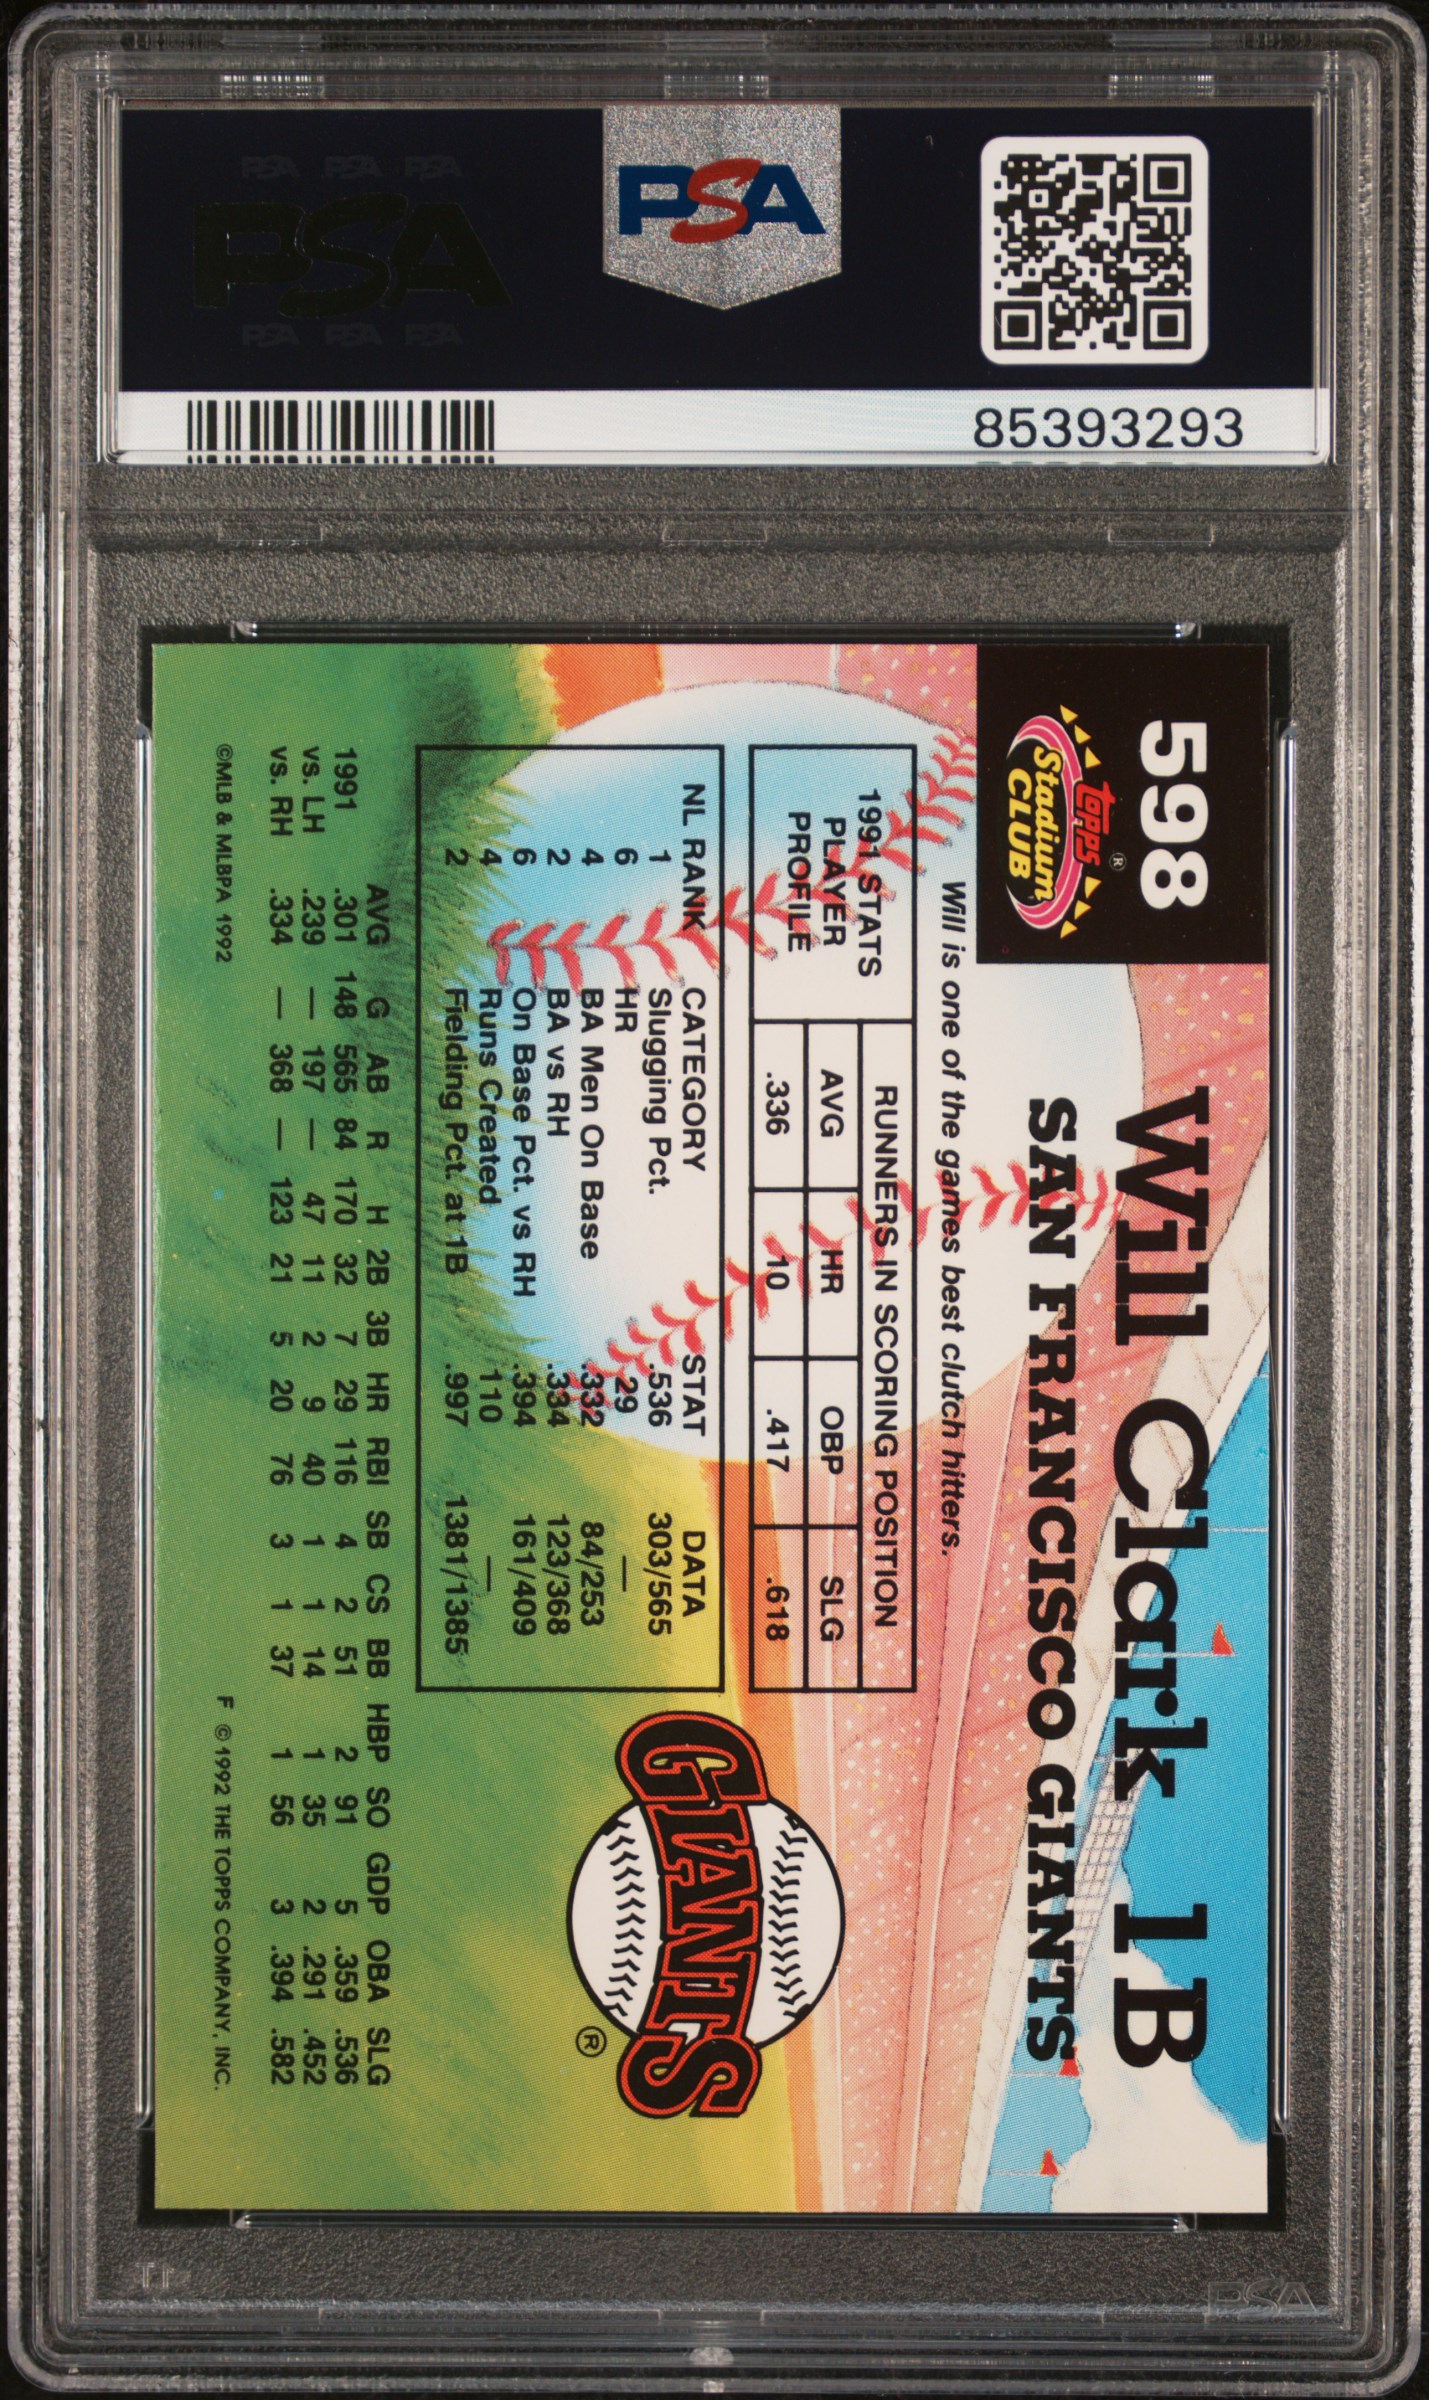 PSA PSA PSA
PSA
PSA PSA PSA
PSA
85393293
598
Topps ®
Stadium
CLUB
Will Clark 1B
SAN FRANCISCO GIANTS
Will is one of the games best clutch hitters.
1991 STATS
PLAYER
PROFILE
RUNNERS IN SCORING POSITION
AVG HR OBP SLG
.336 10 .417 .618
NL RANK CATEGORY STAT DATA
1 Slugging Pct. .536 303/565
6 HR 29 —
4 BA Men On Base .332 84/253
2 BA vs RH .334 123/368
6 On Base Pct. vs RH .394 161/409
4 Runs Created 110 —
2 Fielding Pct. at 1B .997 1381/1385
GIANTS
®
AVG G AB R H 2B 3B HR RBI SB CS BB HBP SO GDP OBA SLG
1991 .301 148 565 84 170 32 7 29 116 4 2 51 2 91 5 .359 .536
vs. LH .239 — 197 — 47 11 2 9 40 1 1 14 1 35 2 .291 .452
vs. RH .334 — 368 — 123 21 5 20 76 3 1 37 1 56 3 .394 .582
©MLB & MLBPA 1992
F ©1992 THE TOPPS COMPANY, INC.
PSA